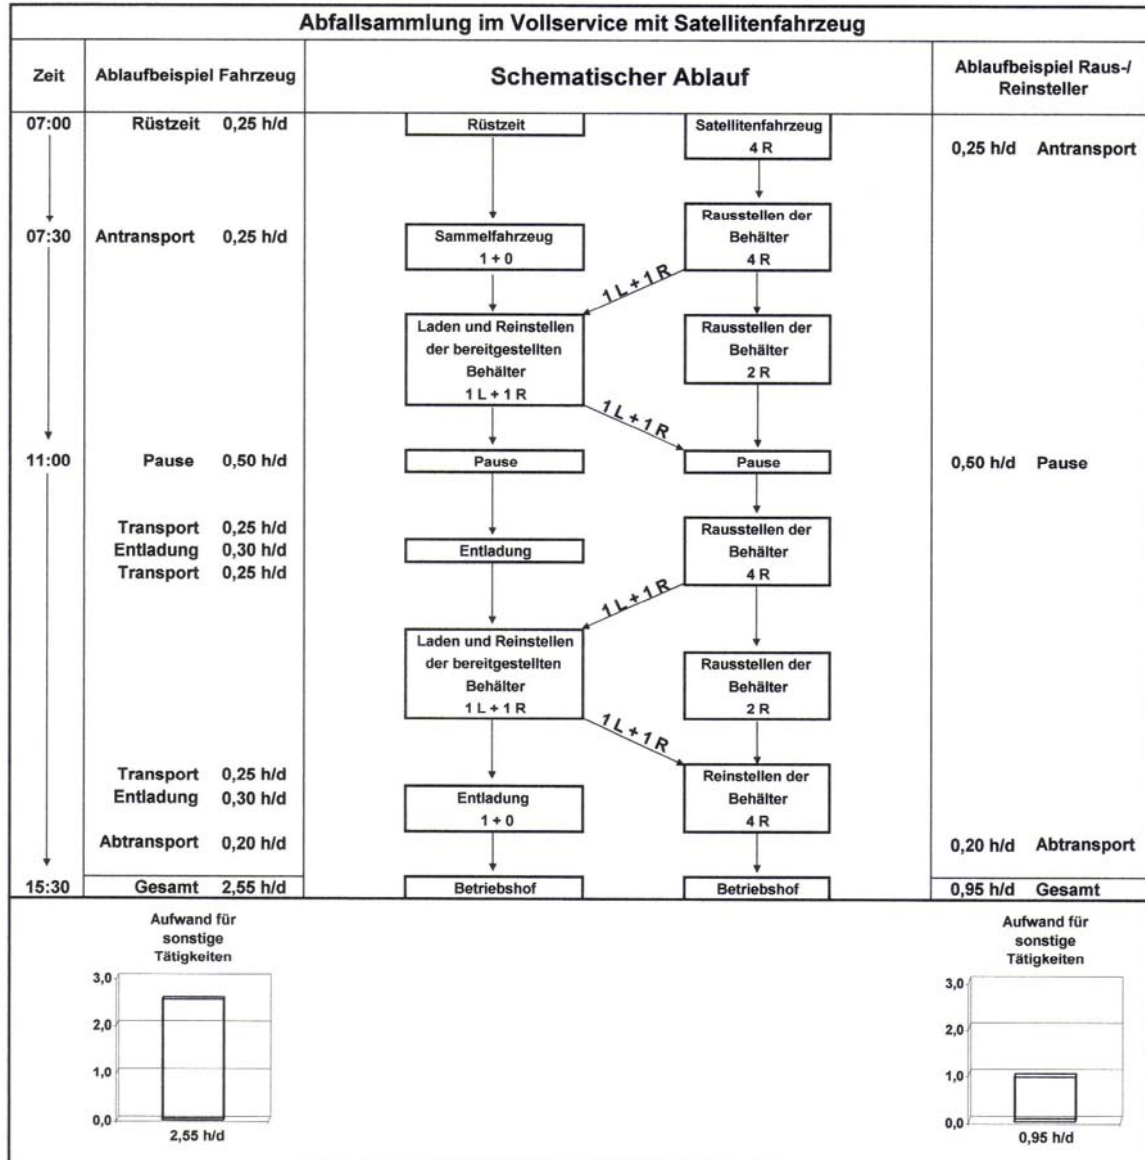 Abfallsammlung im Vollservice mit Satellitenfahrzeug
Zeit
Ablaufbeispiel Fahrzeug
Schematischer Ablauf
Ablaufbeispiel Raus-/
Reinsteller
07:00
Rüstzeit 0,25 h/d
Rüstzeit
Satellitenfahrzeug
4 R
0,25 h/d Antransport
07:30
Antransport 0,25 h/d
Sammelfahrzeug
1 + 0
Rausstellen der
Behälter
4 R
1 L + 1 R
Laden und Reinstellen
der bereitgestellten
Behälter
1 L + 1 R
Rausstellen der
Behälter
2 R
1 L + 1 R
11:00
Pause 0,50 h/d
Pause
Pause
0,50 h/d Pause
Transport 0,25 h/d
Entladung 0,30 h/d
Transport 0,25 h/d
Entladung
Rausstellen der
Behälter
4 R
1 L + 1 R
Laden und Reinstellen
der bereitgestellten
Behälter
1 L + 1 R
Rausstellen der
Behälter
2 R
1 L + 1 R
Transport 0,25 h/d
Entladung 0,30 h/d
Entladung
1 + 0
Reinstellen der
Behälter
4 R
Abtransport 0,20 h/d
0,20 h/d Abtransport
15:30
Gesamt 2,55 h/d
Betriebshof
Betriebshof
0,95 h/d Gesamt
Aufwand für
sonstige
Tätigkeiten
3,0
2,0
1,0
0,0
2,55 h/d
Aufwand für
sonstige
Tätigkeiten
3,0
2,0
1,0
0,0
0,95 h/d